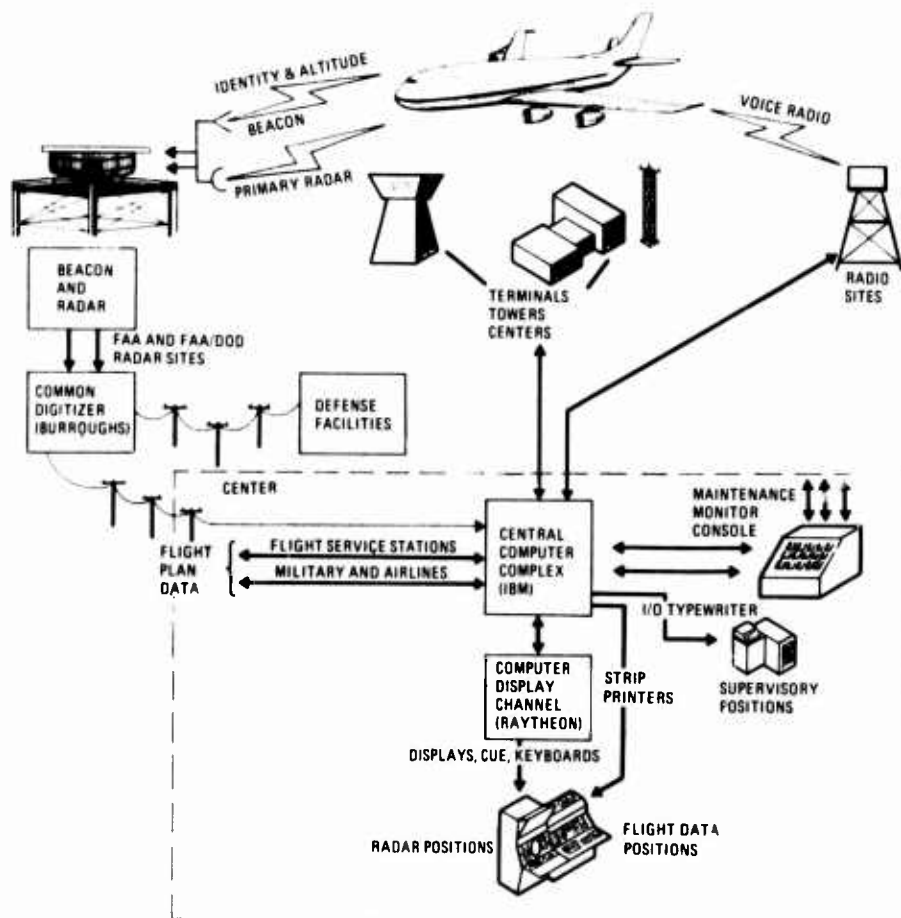 IDENTITY & ALTITUDE
BEACON
PRIMARY RADAR
VOICE RADIO
BEACON
AND
RADAR
FAA AND FAA/DOD
RADAR SITES
COMMON
DIGITIZER
(BURROUGHS)
DEFENSE
FACILITIES
TERMINALS
TOWERS
CENTERS
RADIO
SITES
CENTER
FLIGHT
PLAN
DATA
FLIGHT SERVICE STATIONS
MILITARY AND AIRLINES
CENTRAL
COMPUTER
COMPLEX
(IBM)
MAINTENANCE
MONITOR
CONSOLE
I/O TYPEWRITER
SUPERVISORY
POSITIONS
COMPUTER
DISPLAY
CHANNEL
(RAYTHEON)
STRIP
PRINTERS
DISPLAYS, CUE, KEYBOARDS
RADAR POSITIONS
FLIGHT DATA
POSITIONS